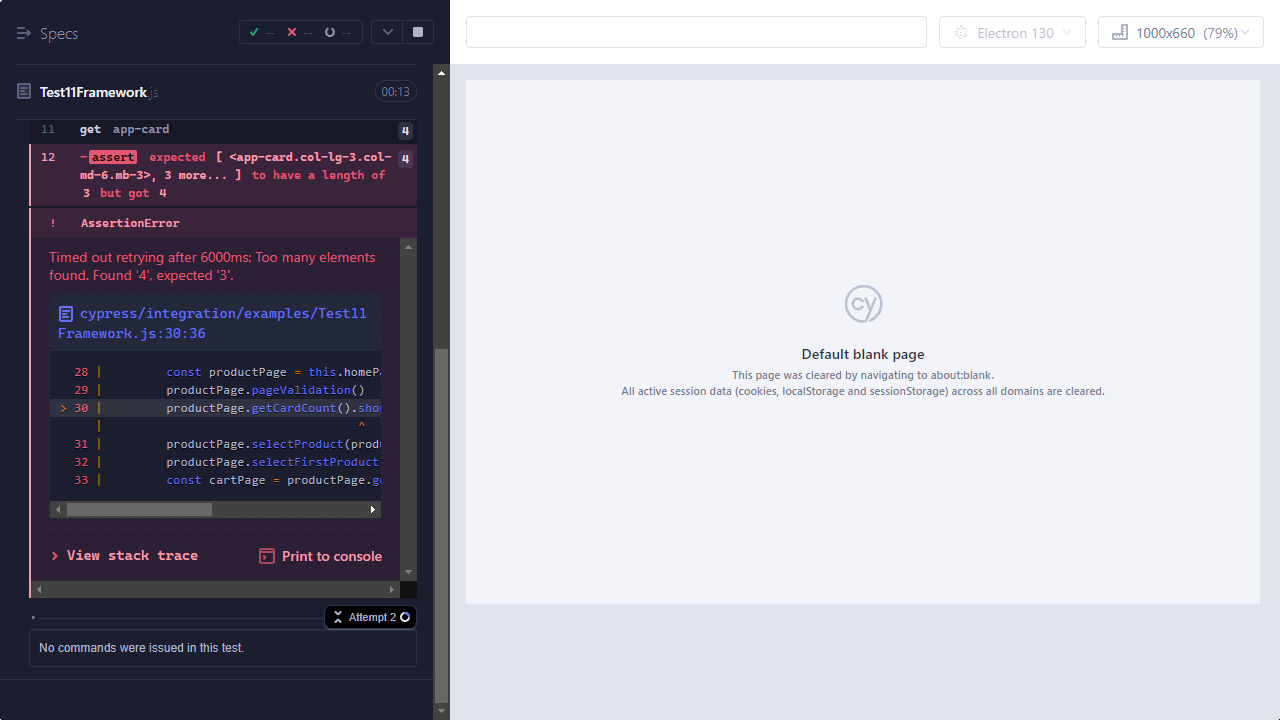 Specs
-- -- --
Electron 130
1000x660 (79%)
Test11Framework.js
00:13
11 get app-card 4
12 -assert expected [ <app-card.col-lg-3.col- 4
md-6.mb-3>, 3 more... ] to have a length of
3 but got 4
! AssertionError
Timed out retrying after 6000ms: Too many elements
found. Found '4', expected '3'.
cypress/integration/examples/Test11
Framework.js:30:36
28 | const productPage = this.homeP
29 | productPage.pageValidation()
> 30 | productPage.getCardCount().shou
| ^
31 | productPage.selectProduct(produ
32 | productPage.selectFirstProduct
33 | const cartPage = productPage.g
View stack trace
Print to console
Attempt 2
No commands were issued in this test.
cy
Default blank page
This page was cleared by navigating to about:blank.
All active session data (cookies, localStorage and sessionStorage) across all domains are cleared.